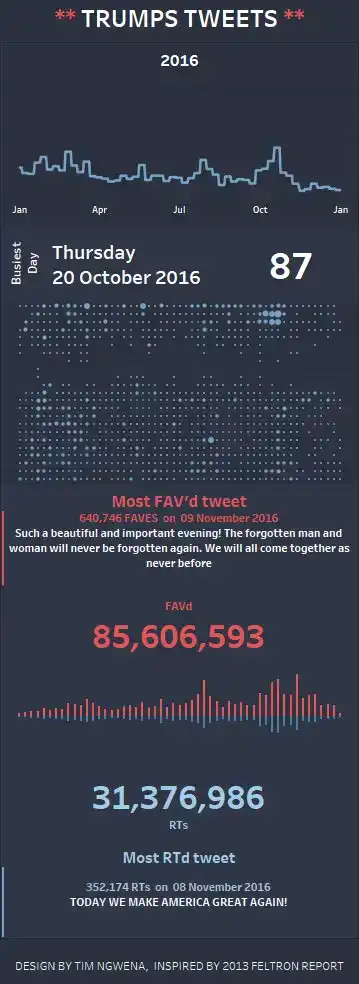 ** TRUMPS TWEETS **
2016
Jan Apr Jul Oct Jan
Busiest
Day
Thursday
20 October 2016
87
Most FAV'd tweet
640,746 FAVES on 09 November 2016
Such a beautiful and important evening! The forgotten man and
woman will never be forgotten again. We will all come together as
never before
FAVd
85,606,593
31,376,986
RTs
Most RTd tweet
352,174 RTs on 08 November 2016
TODAY WE MAKE AMERICA GREAT AGAIN!
DESIGN BY TIM NGWENA, INSPIRED BY 2013 FELTRON REPORT